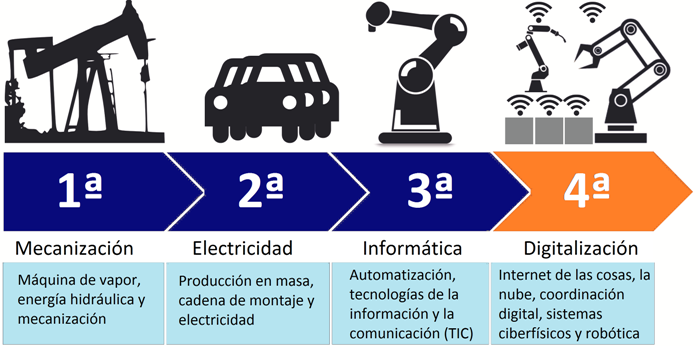 1ª
2ª
3ª
4ª
Mecanización
Electricidad
Informática
Digitalización
Máquina de vapor,
energía hidráulica y
mecanización
Producción en masa,
cadena de montaje y
electricidad
Automatización,
tecnologías de la
información y la
comunicación (TIC)
Internet de las cosas, la
nube, coordinación
digital, sistemas
ciberfísicos y robótica